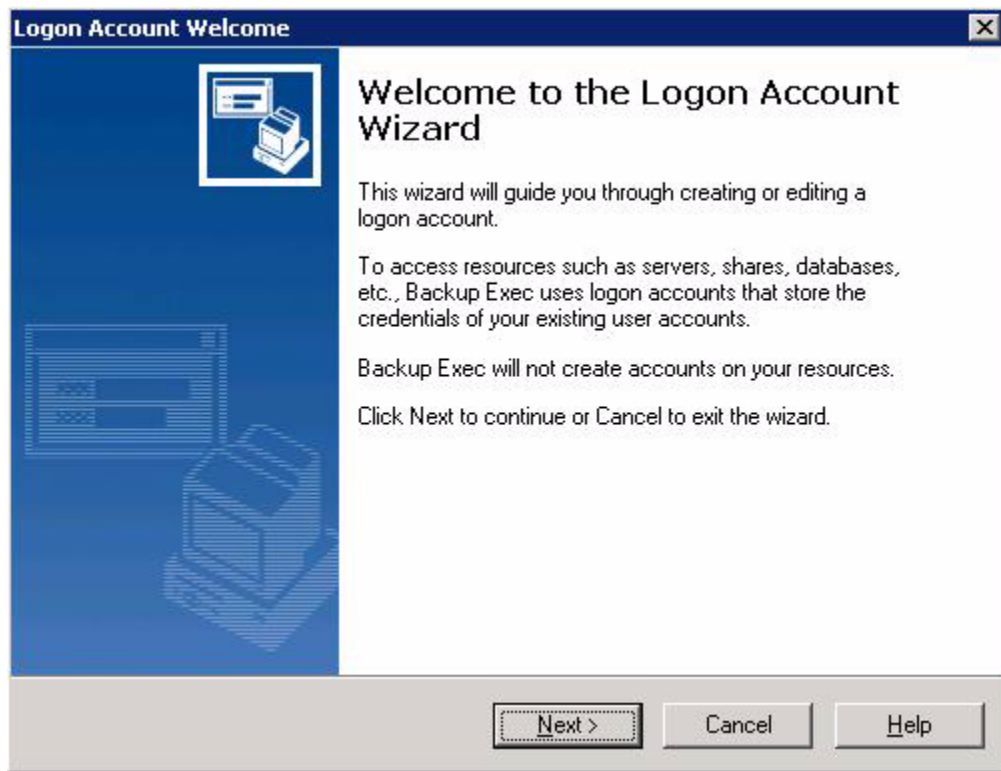 Logon Account Welcome
Welcome to the Logon Account
Wizard
This wizard will guide you through creating or editing a
logon account.
To access resources such as servers, shares, databases,
etc., Backup Exec uses logon accounts that store the
credentials of your existing user accounts.
Backup Exec will not create accounts on your resources.
Click Next to continue or Cancel to exit the wizard.
Next >
Cancel
Help